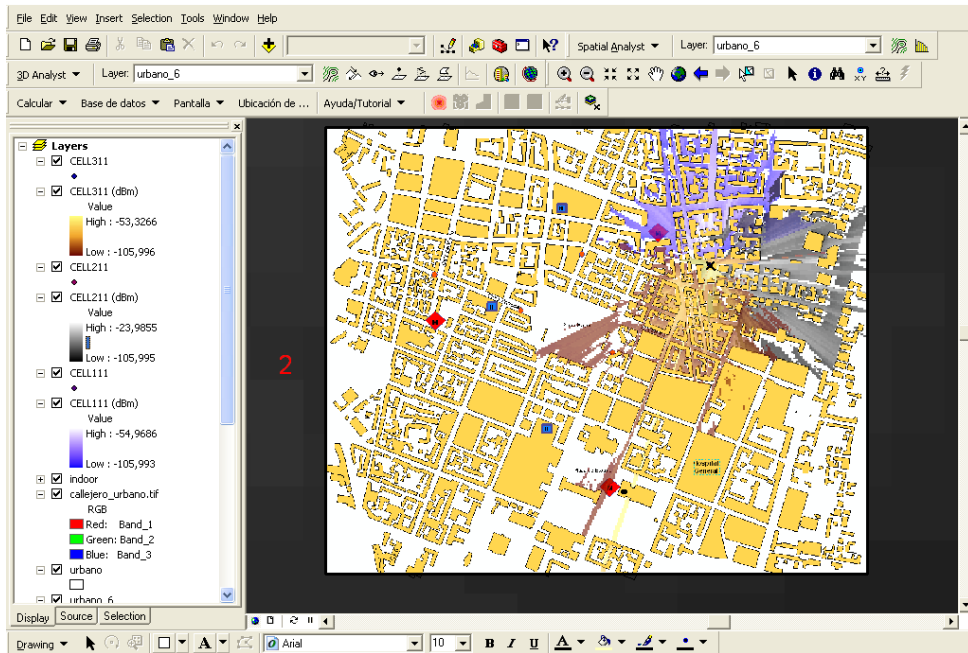 File Edit View Insert Selection Tools Window Help
Spatial Analyst Layer: urbano_6
3D Analyst Layer: urbano_6
Calcular Base de datos Pantalla Ubicación de ... Ayuda/Tutorial
Layers
CELL311
CELL311 (dBm)
Value
High : -53,3266
Low : -105,996
CELL211
CELL211 (dBm)
Value
High : -23,9855
Low : -105,995
CELL111
CELL111 (dBm)
Value
High : -54,9686
Low : -105,993
indoor
callejero_urbano.tif
RGB
Red: Band_1
Green: Band_2
Blue: Band_3
urbano
urbano_6
Display Source Selection
2
Hospital
General
Drawing Arial 10 B I U A